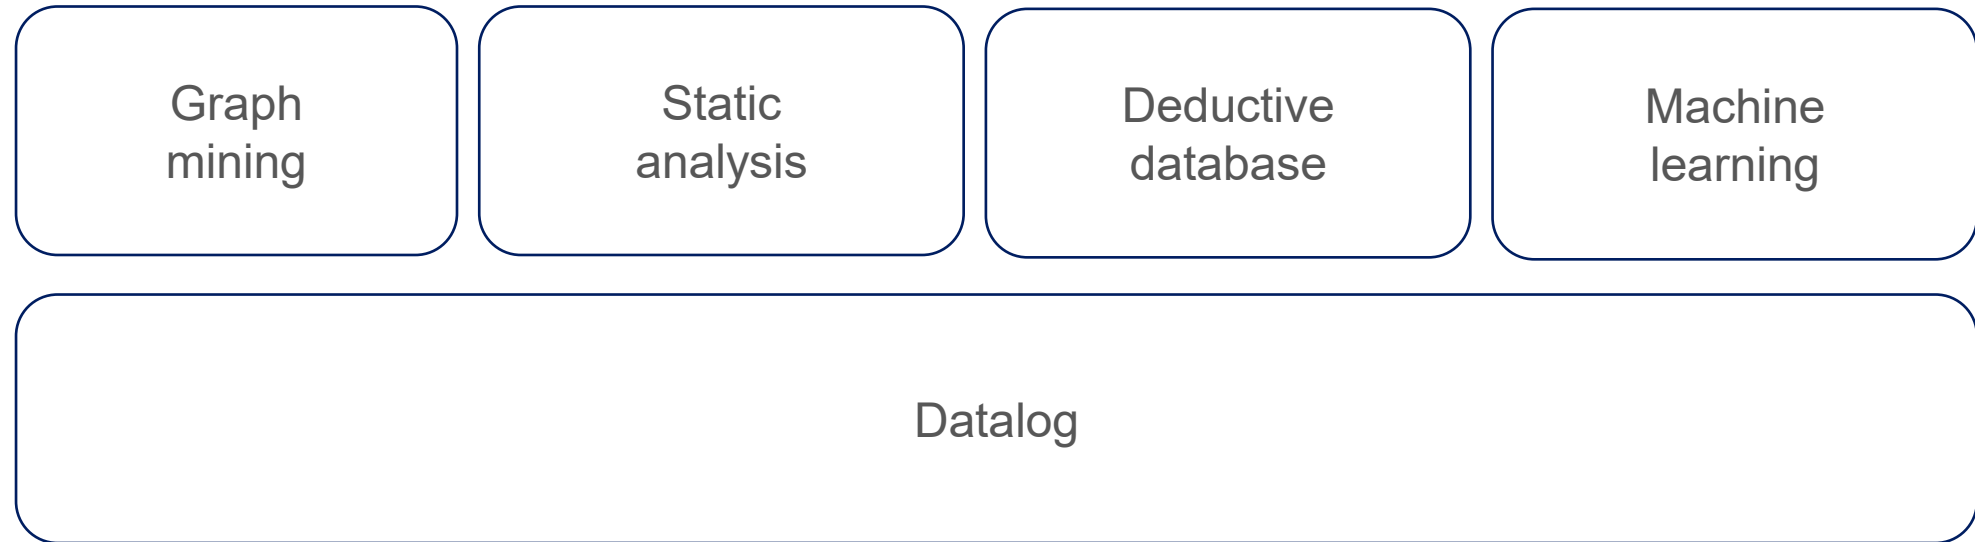 Graph
mining
Static
analysis
Deductive
database
Machine
learning
Datalog